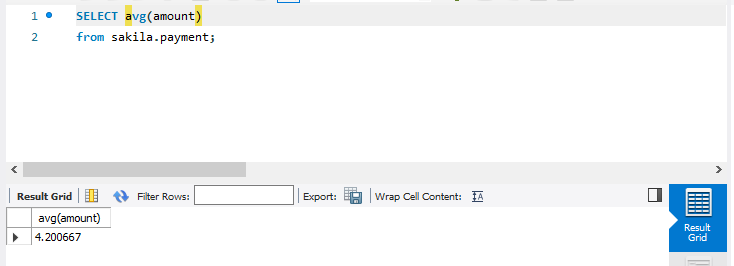 1 SELECT avg(amount)
2 from sakila.payment;
Result Grid Filter Rows: Export: Wrap Cell Content: IA
avg(amount)
4.200667
Result
Grid